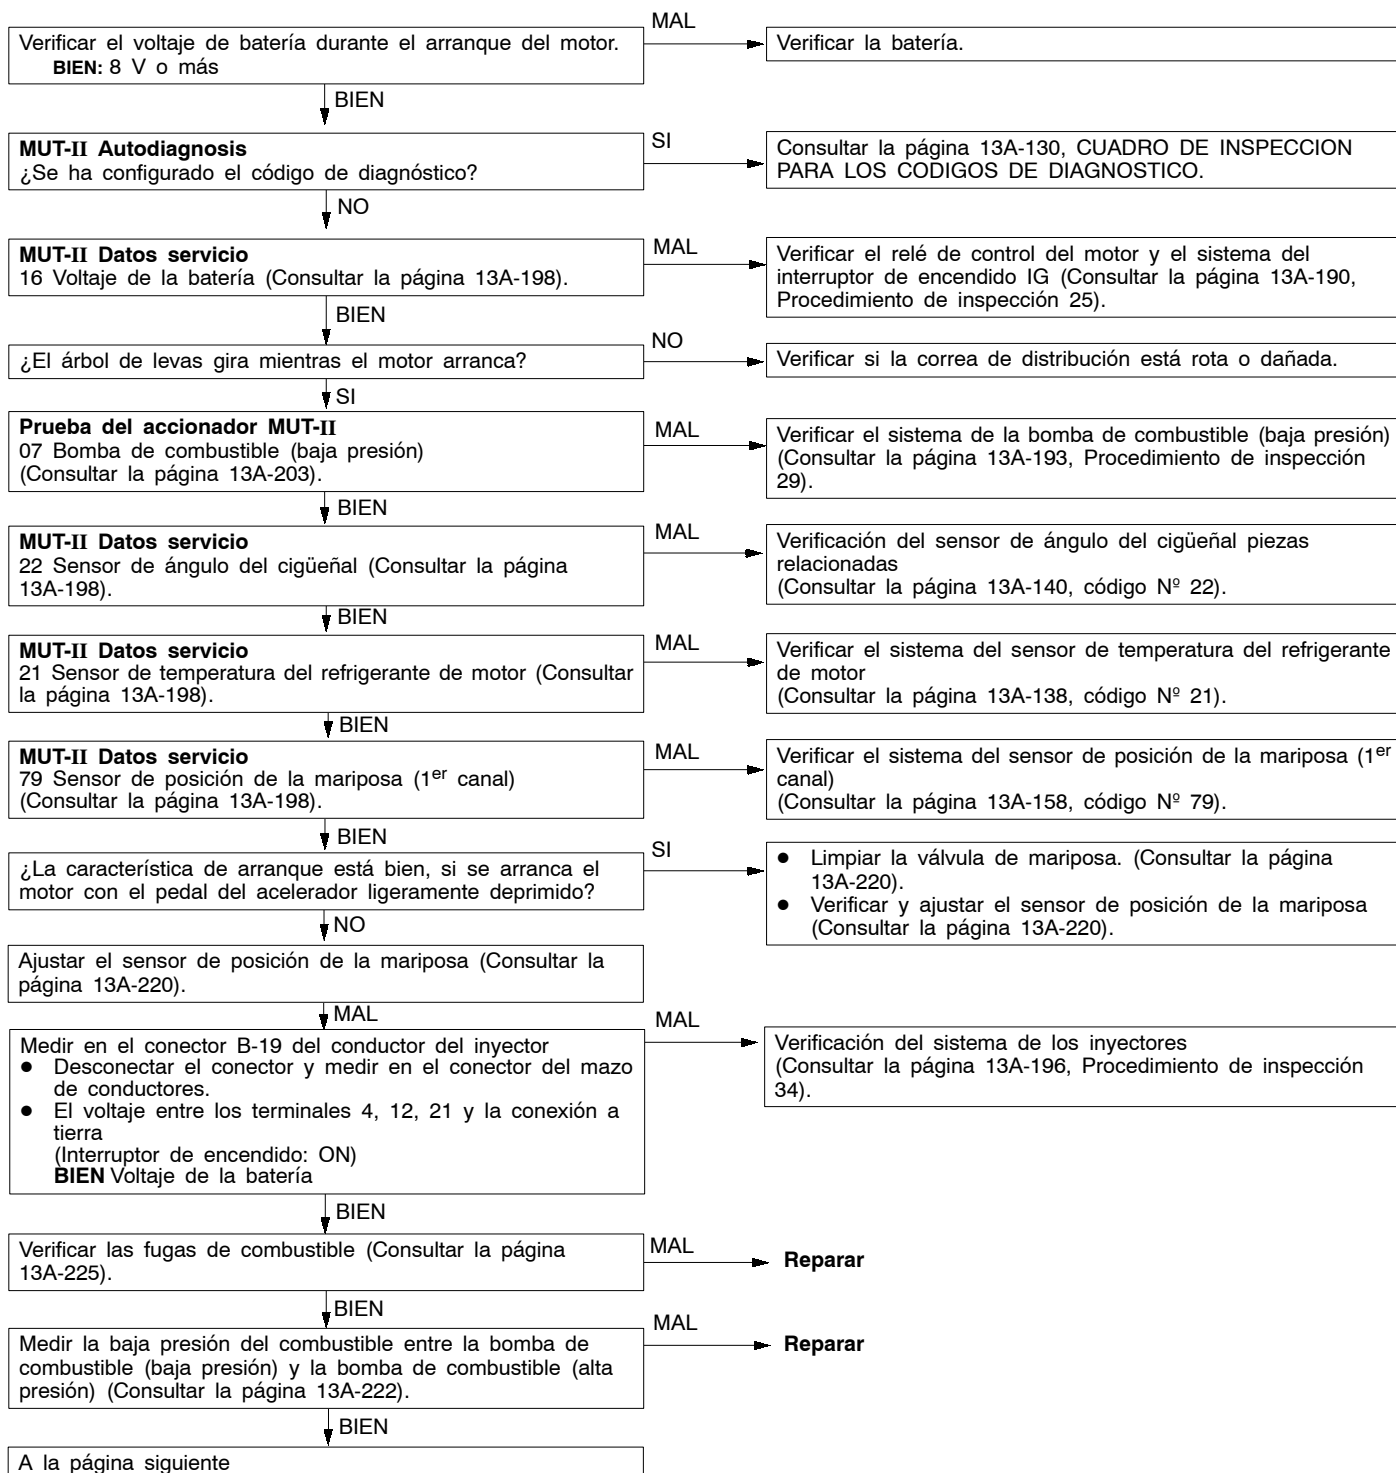 MAL
Verificar el voltaje de batería durante el arranque del motor.
BIEN: 8 V o más
Verificar la batería.
BIEN
MUT-II Autodiagnosis
¿Se ha configurado el código de diagnóstico?
SI
Consultar la página 13A-130, CUADRO DE INSPECCION
PARA LOS CODIGOS DE DIAGNOSTICO.
NO
MUT-II Datos servicio
16 Voltaje de la batería (Consultar la página 13A-198).
MAL
Verificar el relé de control del motor y el sistema del
interruptor de encendido IG (Consultar la página 13A-190,
Procedimiento de inspección 25).
BIEN
¿El árbol de levas gira mientras el motor arranca?
NO
Verificar si la correa de distribución está rota o dañada.
SI
Prueba del accionador MUT-II
07 Bomba de combustible (baja presión)
(Consultar la página 13A-203).
MAL
Verificar el sistema de la bomba de combustible (baja presión)
(Consultar la página 13A-193, Procedimiento de inspección
29).
BIEN
MUT-II Datos servicio
22 Sensor de ángulo del cigüeñal (Consultar la página
13A-198).
MAL
Verificación del sensor de ángulo del cigüeñal piezas
relacionadas
(Consultar la página 13A-140, código Nº 22).
BIEN
MUT-II Datos servicio
21 Sensor de temperatura del refrigerante de motor (Consultar
la página 13A-198).
MAL
Verificar el sistema del sensor de temperatura del refrigerante
de motor
(Consultar la página 13A-138, código Nº 21).
BIEN
MUT-II Datos servicio
79 Sensor de posición de la mariposa (1er canal)
(Consultar la página 13A-198).
MAL
Verificar el sistema del sensor de posición de la mariposa (1er
canal)
(Consultar la página 13A-158, código Nº 79).
BIEN
¿La característica de arranque está bien, si se arranca el
motor con el pedal del acelerador ligeramente deprimido?
SI
● Limpiar la válvula de mariposa. (Consultar la página
13A-220).
● Verificar y ajustar el sensor de posición de la mariposa
(Consultar la página 13A-220).
NO
Ajustar el sensor de posición de la mariposa (Consultar la
página 13A-220).
MAL
Medir en el conector B-19 del conductor del inyector
● Desconectar el conector y medir en el conector del mazo
de conductores.
● El voltaje entre los terminales 4, 12, 21 y la conexión a
tierra
(Interruptor de encendido: ON)
BIEN Voltaje de la batería
MAL
Verificación del sistema de los inyectores
(Consultar la página 13A-196, Procedimiento de inspección
34).
BIEN
Verificar las fugas de combustible (Consultar la página
13A-225).
MAL
Reparar
BIEN
Medir la baja presión del combustible entre la bomba de
combustible (baja presión) y la bomba de combustible (alta
presión) (Consultar la página 13A-222).
MAL
Reparar
BIEN
A la página siguiente